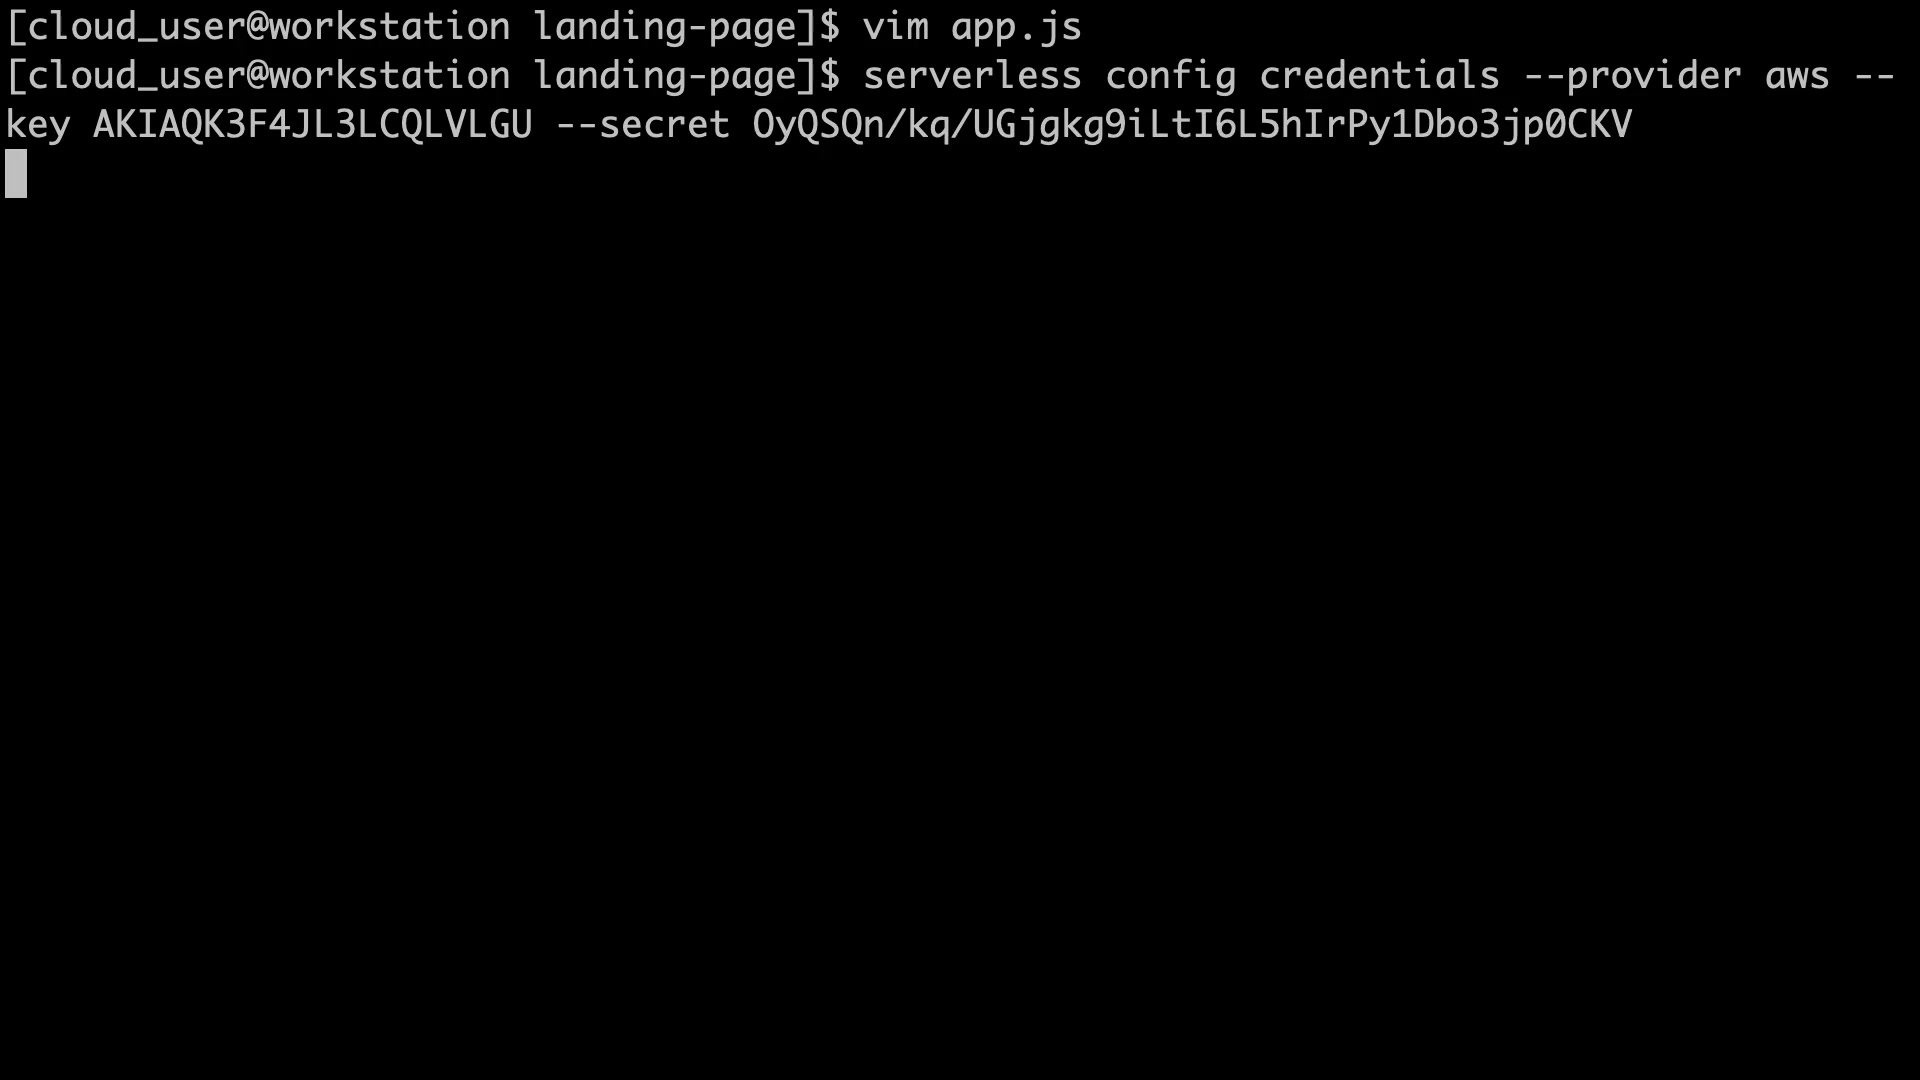 [cloud_user@workstation landing-page]$ vim app.js
[cloud_user@workstation landing-page]$ serverless config credentials --provider aws --
key AKIAQK3F4JL3LCQLVLGU --secret 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